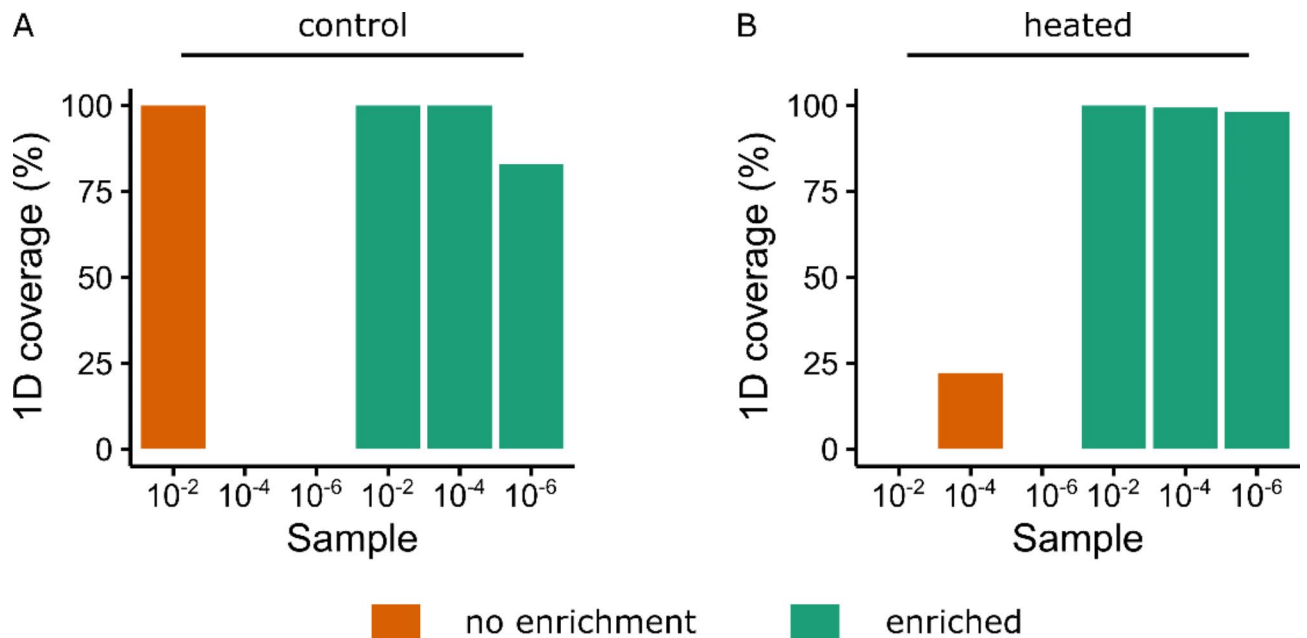 A
control
1D coverage (%)
100
75
50
25
0
10⁻² 10⁻⁴ 10⁻⁶ 10⁻² 10⁻⁴ 10⁻⁶
Sample
B
heated
1D coverage (%)
100
75
50
25
0
10⁻² 10⁻⁴ 10⁻⁶ 10⁻² 10⁻⁴ 10⁻⁶
Sample
no enrichment
enriched